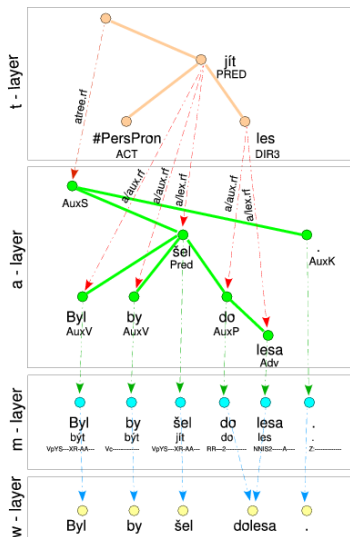 t - layer
jít
PRED
atree.rf
#PersPron
ACT
les
DIR3
a/aux.rf
a/aux.rf
a/lex.rf
a/aux.rf
a/lex.rf
a - layer
AuxS
šel
Pred
.
AuxK
Byl by do
AuxV AuxV AuxP
lesa
Adv
m - layer
Byl by šel do lesa .
být být jít do les .
VpYS---XR-AA--- Vc------------- VpYS---XR-AA--- RR---2---------- NNIS2-----A---- Z:-------------
w - layer
Byl by šel dolesa .